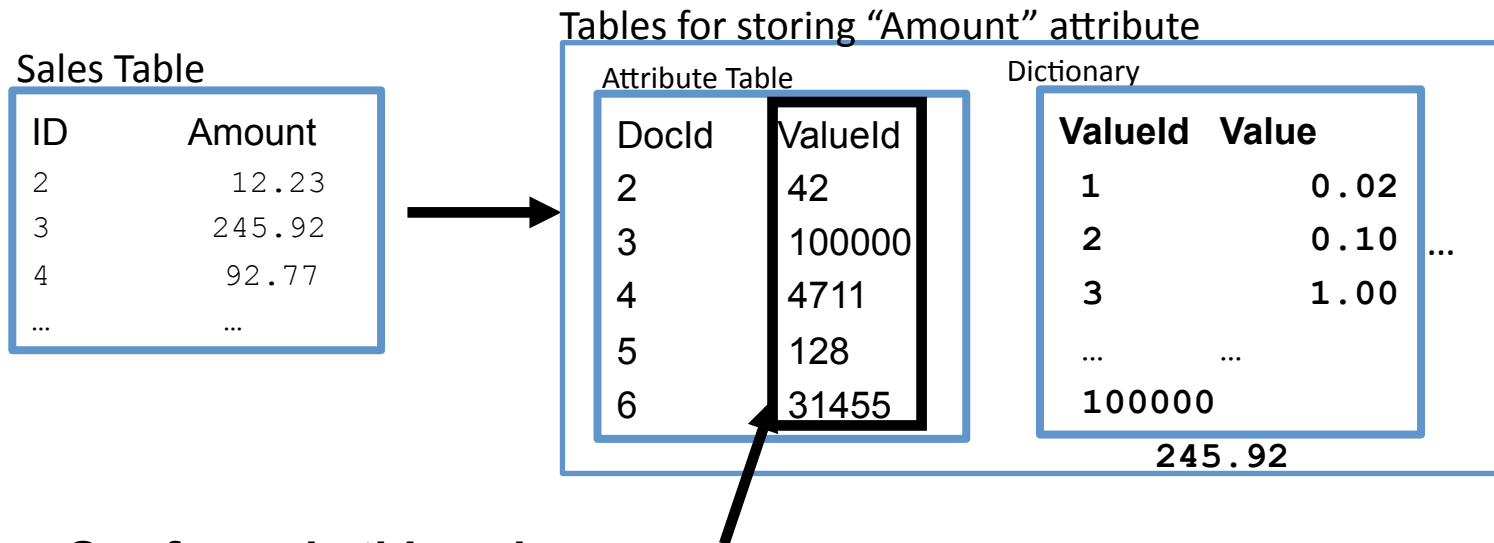 Tables for storing “Amount” attribute
Sales Table
ID Amount
2 12.23
3 245.92
4 92.77
… …
Attribute Table
DocId ValueId
2 42
3 100000
4 4711
5 128
6 31455
Dictionary
ValueId Value
1 0.02
2 0.10 …
3 1.00
… …
100000
245.92